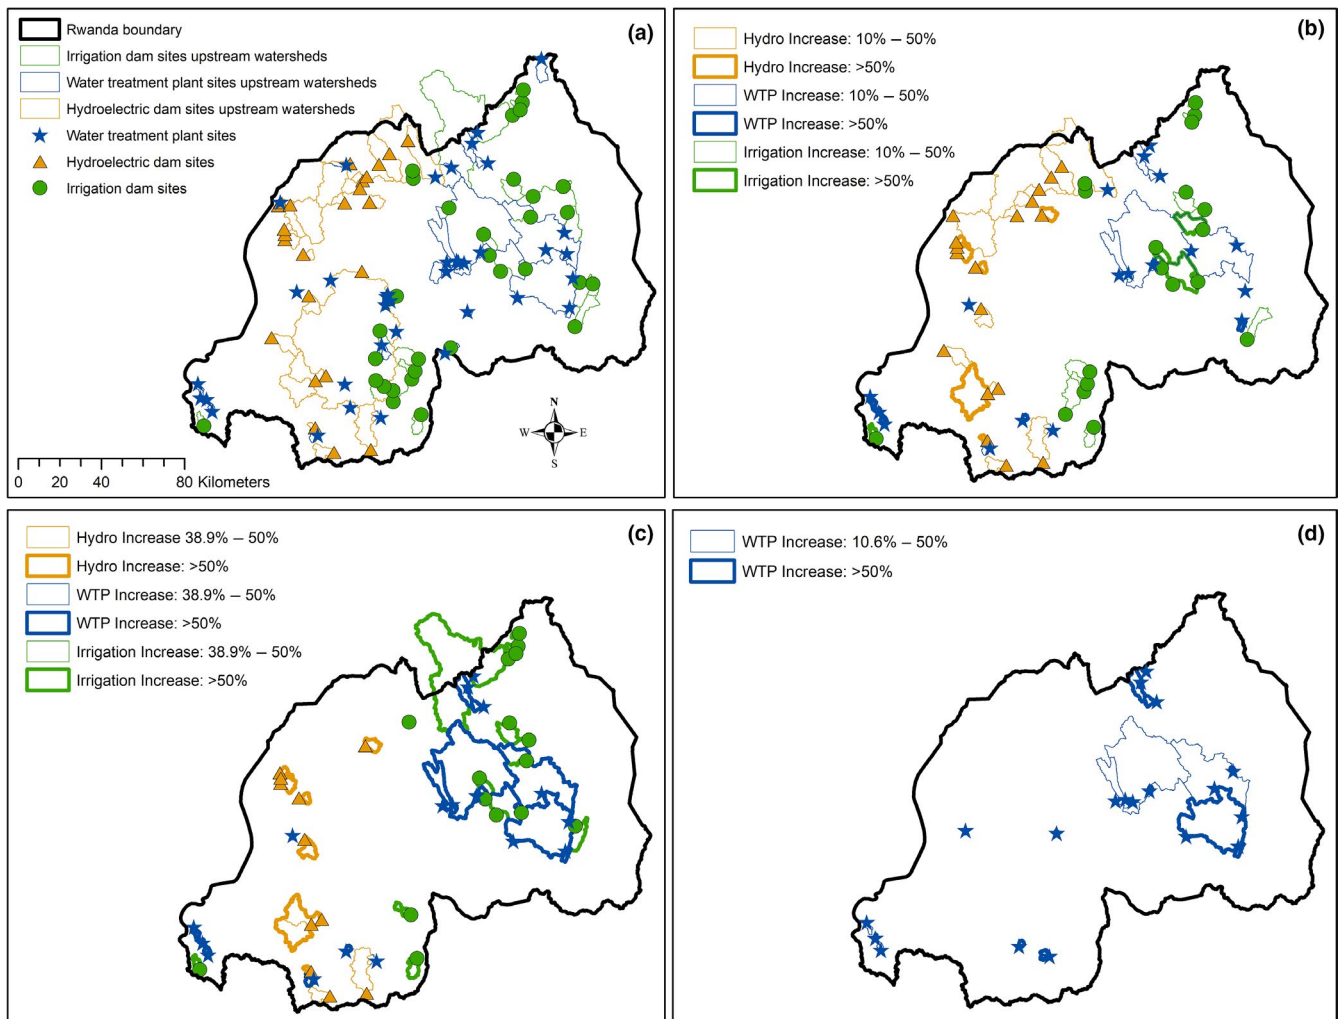 (a)
Rwanda boundary
Irrigation dam sites upstream watersheds
Water treatment plant sites upstream watersheds
Hydroelectric dam sites upstream watersheds
Water treatment plant sites
Hydroelectric dam sites
Irrigation dam sites
N
W E
S
0 20 40 80 Kilometers
(b)
Hydro Increase: 10% – 50%
Hydro Increase: >50%
WTP Increase: 10% – 50%
WTP Increase: >50%
Irrigation Increase: 10% – 50%
Irrigation Increase: >50%
(c)
Hydro Increase 38.9% – 50%
Hydro Increase: >50%
WTP Increase: 38.9% – 50%
WTP Increase: >50%
Irrigation Increase: 38.9% – 50%
Irrigation Increase: >50%
(d)
WTP Increase: 10.6% – 50%
WTP Increase: >50%